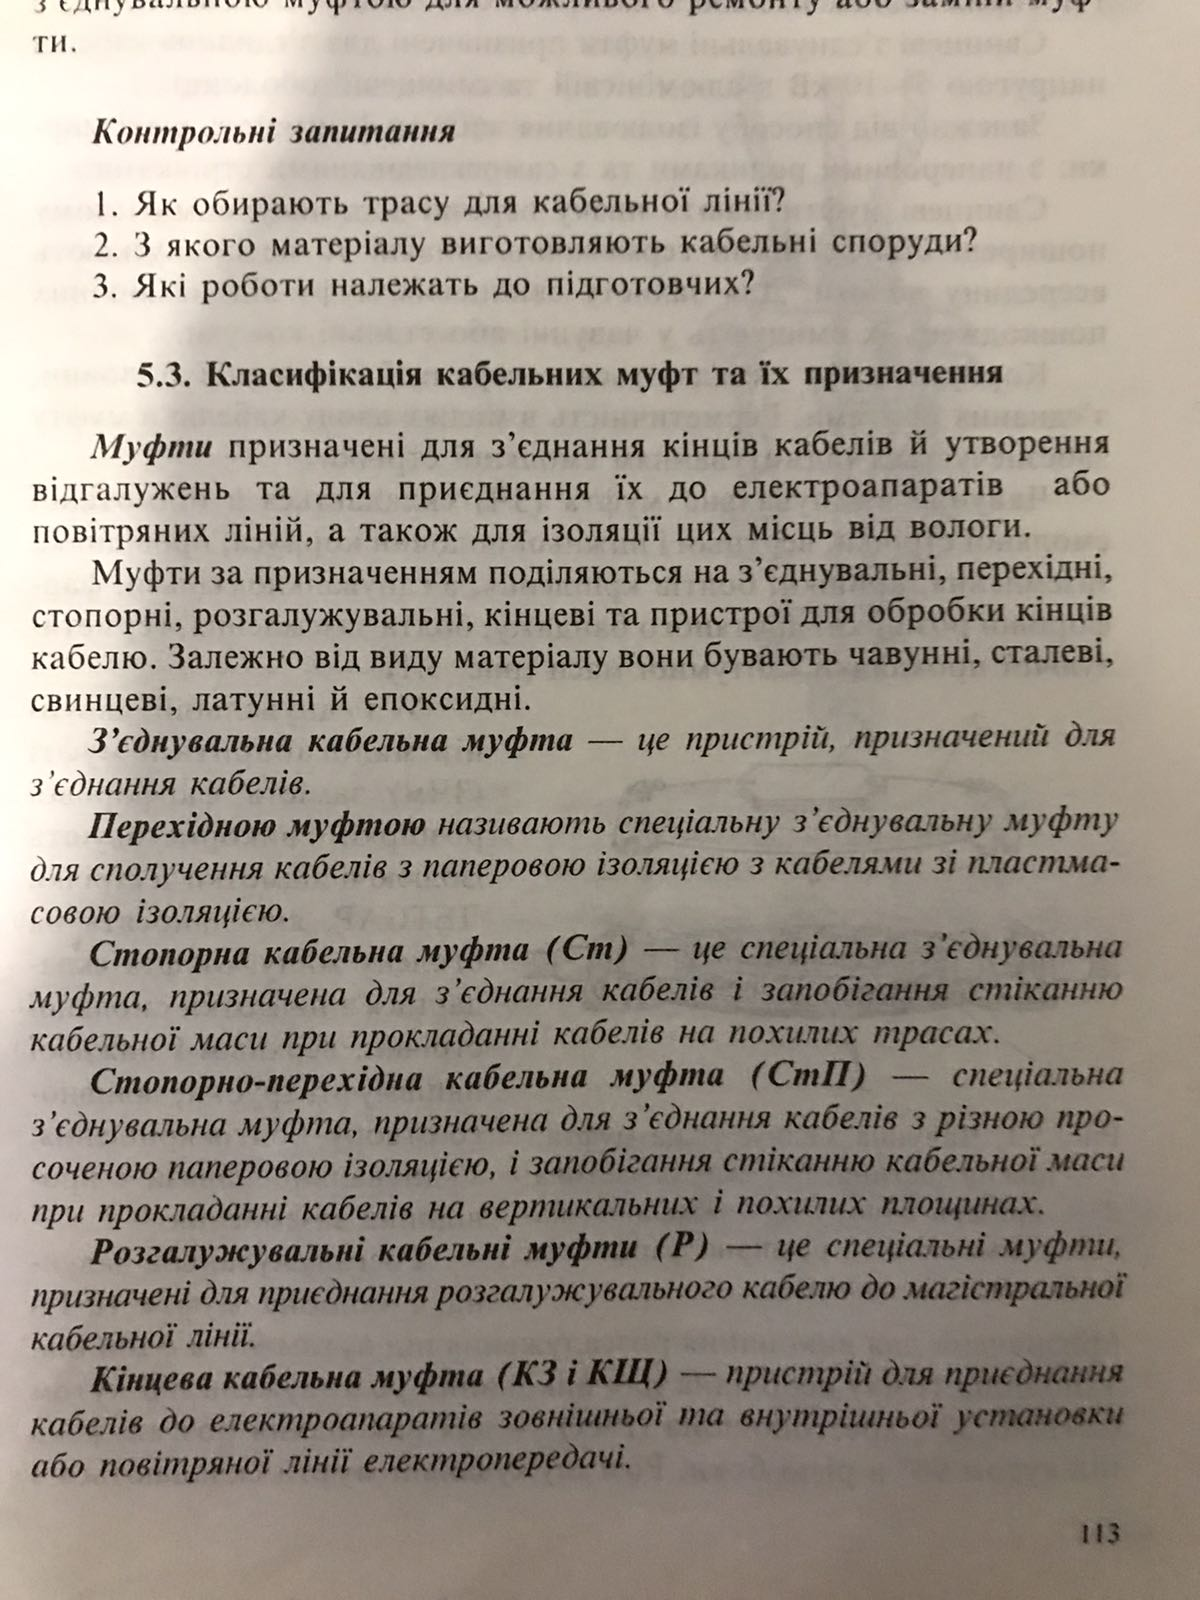 з'єднувальною муфтою для можливого ремонту або заміни муф-
ти.
Контрольні запитання
1. Як обирають трасу для кабельної лінії?
2. З якого матеріалу виготовляють кабельні споруди?
3. Які роботи належать до підготовчих?
5.3. Класифікація кабельних муфт та їх призначення
Муфти призначені для з’єднання кінців кабелів й утворення
відгалужень та для приєднання їх до електроапаратів або
повітряних ліній, а також для ізоляції цих місць від вологи.
Муфти за призначенням поділяються на з’єднувальні, перехідні,
стопорні, розгалужувальні, кінцеві та пристрої для обробки кінців
кабелю. Залежно від виду матеріалу вони бувають чавунні, сталеві,
свинцеві, латунні й епоксидні.
З’єднувальна кабельна муфта — це пристрій, призначений для
з’єднання кабелів.
Перехідною муфтою називають спеціальну з’єднувальну муфту
для сполучення кабелів з паперовою ізоляцією з кабелями зі пластма-
совою ізоляцією.
Стопорна кабельна муфта (Ст) — це спеціальна з’єднувальна
муфта, призначена для з’єднання кабелів і запобігання стіканню
кабельної маси при прокладанні кабелів на похилих трасах.
Стопорно-перехідна кабельна муфта (СтП) — спеціальна
з’єднувальна муфта, призначена для з’єднання кабелів з різною про-
соченою паперовою ізоляцією, і запобігання стіканню кабельної маси
при прокладанні кабелів на вертикальних і похилих площинах.
Розгалужувальні кабельні муфти (Р) — це спеціальні муфти,
призначені для приєднання розгалужувального кабелю до магістральної
кабельної лінії.
Кінцева кабельна муфта (КЗ і КЩ) — пристрій для приєднання
кабелів до електроапаратів зовнішньої та внутрішньої установки
або повітряної лінії електропередачі.
113